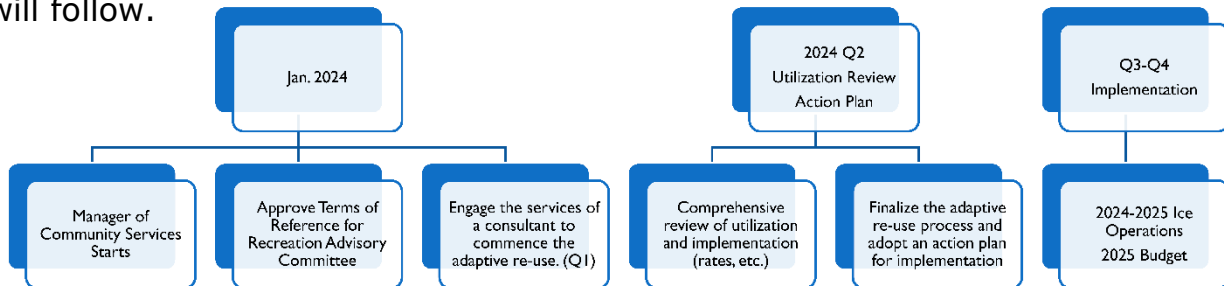 will follow.
Jan. 2024
2024 Q2
Utilization Review
Action Plan
Q3-Q4
Implementation
Manager of
Community Services
Starts
Approve Terms of
Reference for
Recreation Advisory
Committee
Engage the services of
a consultant to
commence the
adaptive re-use. (Q1)
Comprehensive
review of utilization
and implementation
(rates, etc.)
Finalize the adaptive
re-use process and
adopt an action plan
for implementation
2024-2025 Ice
Operations
2025 Budget